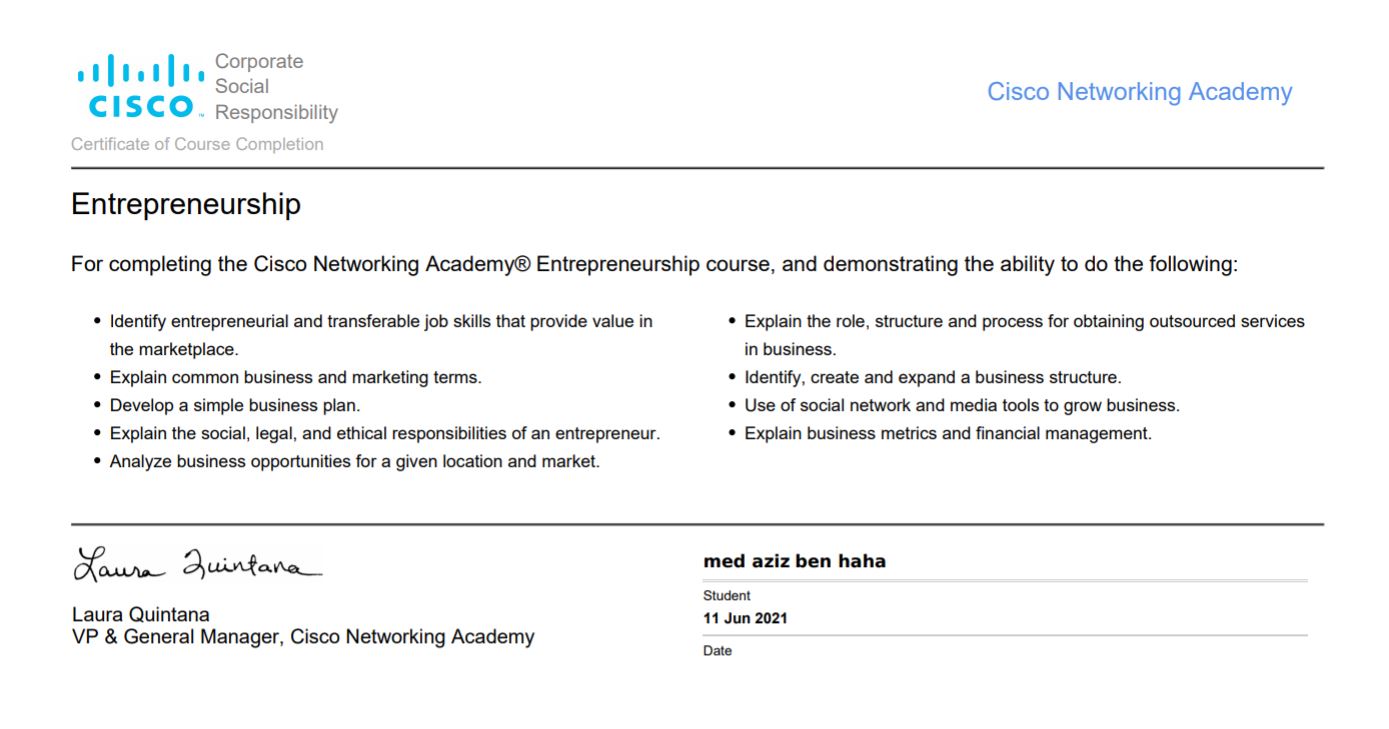 Corporate
Social
CISCO™ Responsibility
Cisco Networking Academy
Certificate of Course Completion
Entrepreneurship
For completing the Cisco Networking Academy® Entrepreneurship course, and demonstrating the ability to do the following:
• Identify entrepreneurial and transferable job skills that provide value in
the marketplace.
• Explain common business and marketing terms.
• Develop a simple business plan.
• Explain the social, legal, and ethical responsibilities of an entrepreneur.
• Analyze business opportunities for a given location and market.
• Explain the role, structure and process for obtaining outsourced services
in business.
• Identify, create and expand a business structure.
• Use of social network and media tools to grow business.
• Explain business metrics and financial management.
Laura Quintana
Laura Quintana
VP & General Manager, Cisco Networking Academy
med aziz ben haha
Student
11 Jun 2021
Date